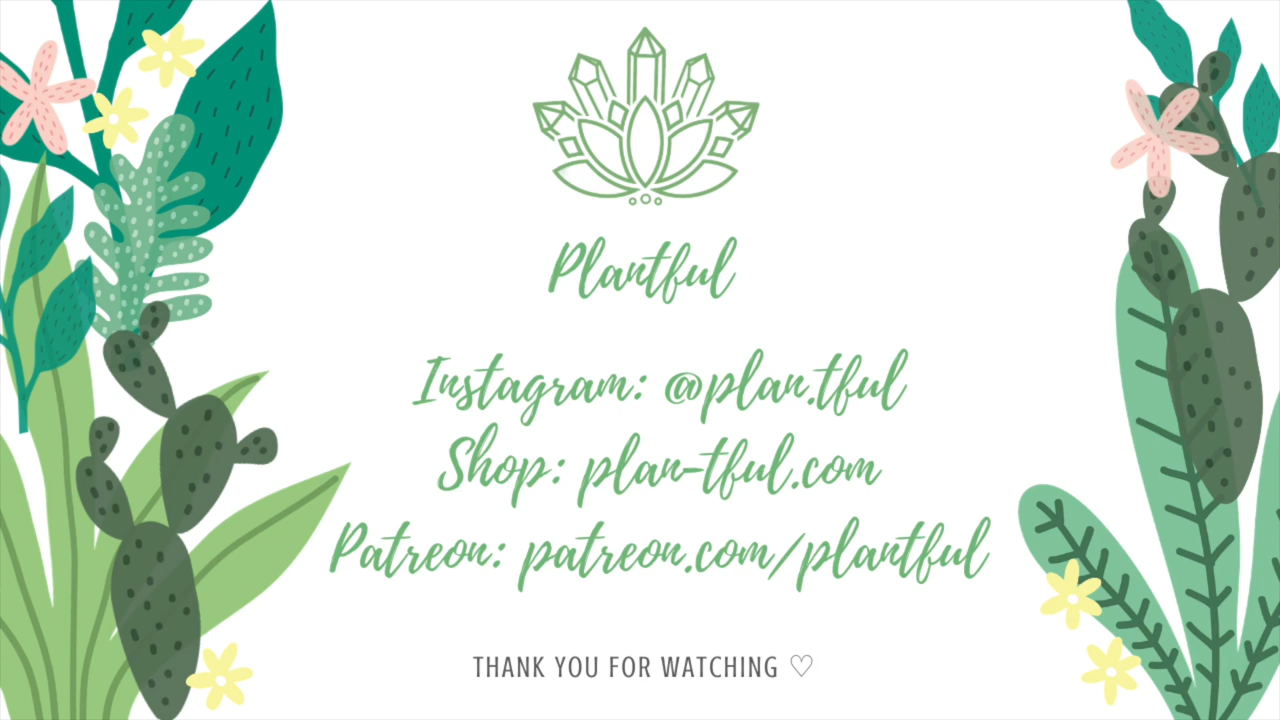 Plantful
Instagram: @plan.tful
Shop: plan-tful.com
Patreon: patreon.com/plantful
THANK YOU FOR WATCHING ♡